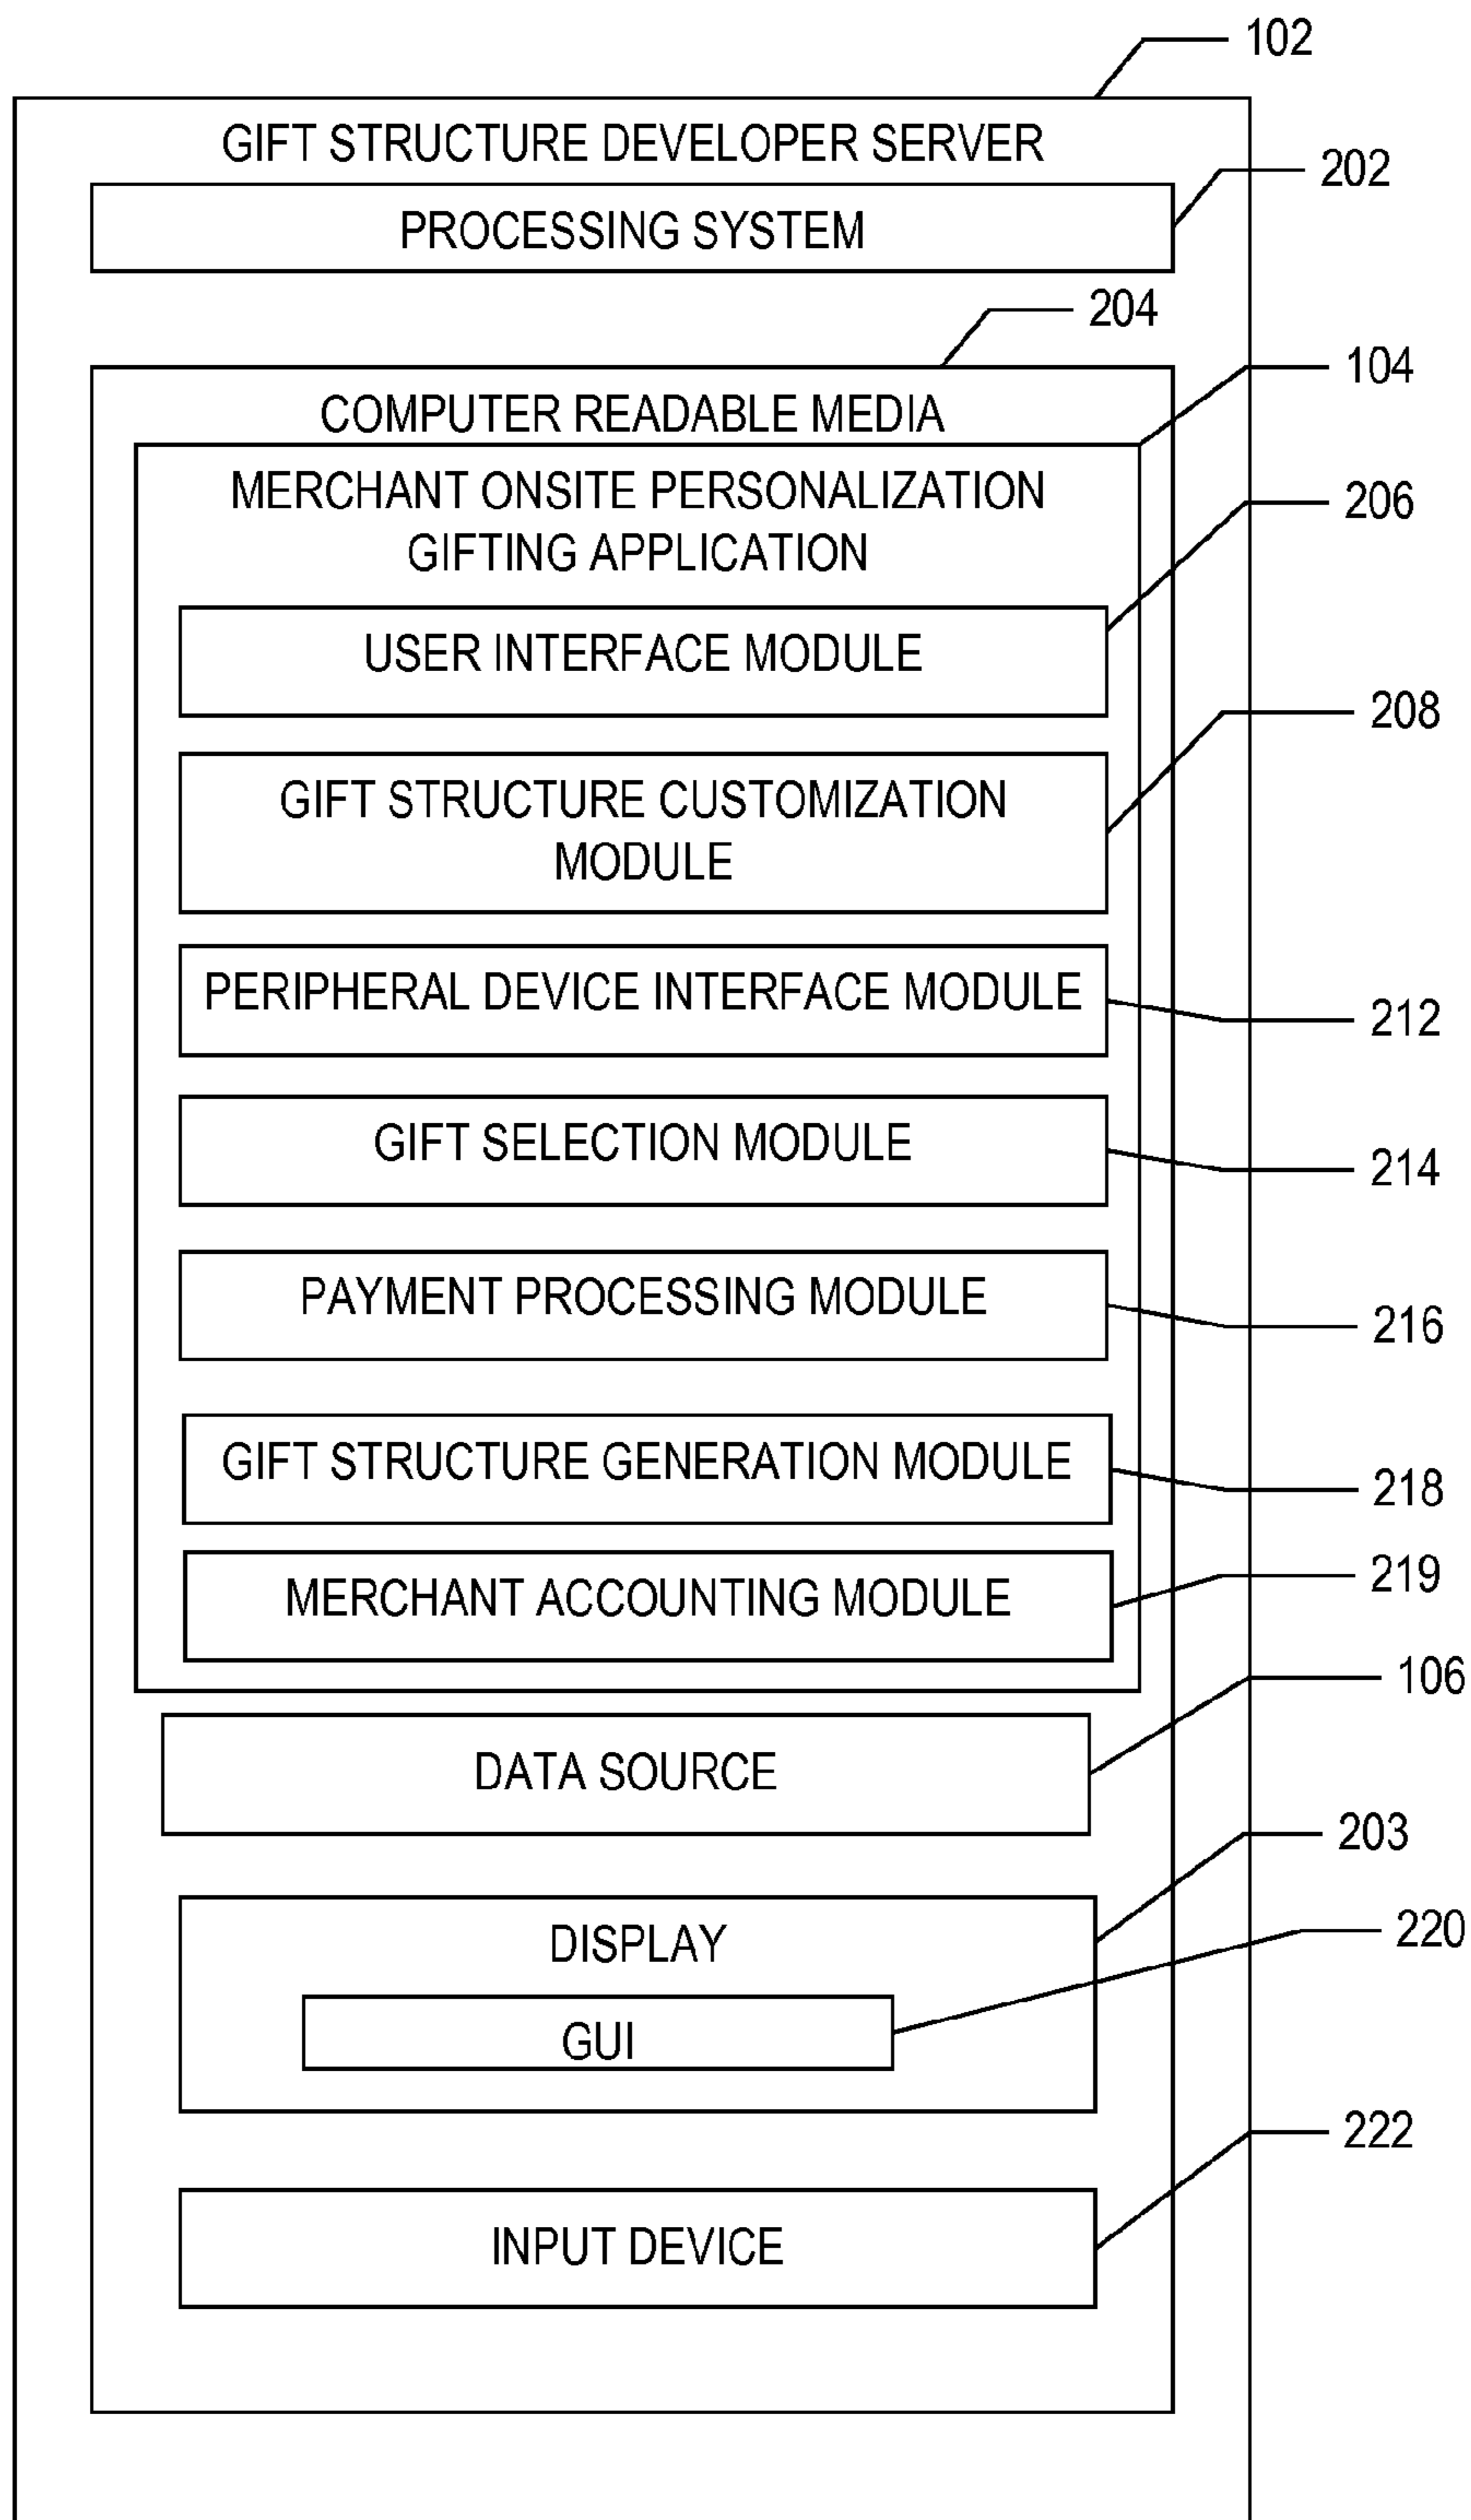 102
GIFT STRUCTURE DEVELOPER SERVER
202
PROCESSING SYSTEM
204
104
COMPUTER READABLE MEDIA
MERCHANT ONSITE PERSONALIZATION
GIFTING APPLICATION
206
USER INTERFACE MODULE
208
GIFT STRUCTURE CUSTOMIZATION
MODULE
PERIPHERAL DEVICE INTERFACE MODULE
212
GIFT SELECTION MODULE
214
PAYMENT PROCESSING MODULE
216
GIFT STRUCTURE GENERATION MODULE
218
219
MERCHANT ACCOUNTING MODULE
106
DATA SOURCE
203
DISPLAY
220
GUI
222
INPUT DEVICE